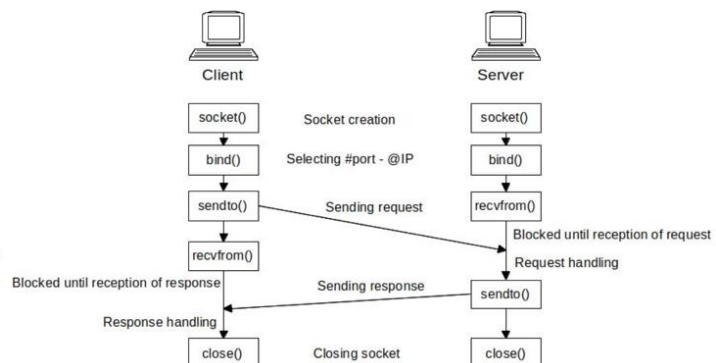 Client
Server
socket()
Socket creation
socket()
bind()
Selecting #port - @IP
bind()
sendto()
Sending request
recvfrom()
Blocked until reception of request
recvfrom()
Request handling
Blocked until reception of response
Sending response
sendto()
Response handling
close()
Closing socket
close()